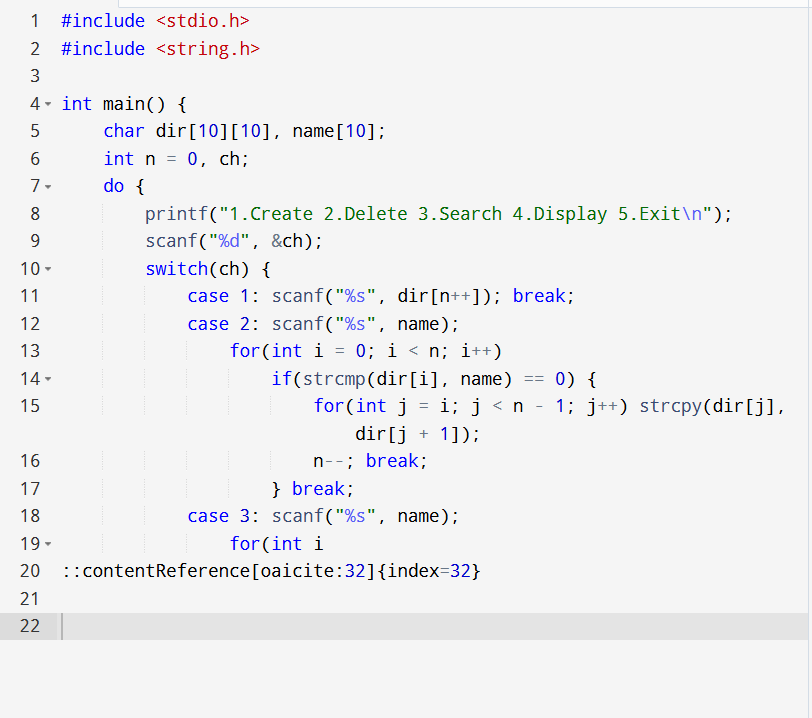 1 #include <stdio.h>
2 #include <string.h>
3
4 int main() {
5     char dir[10][10], name[10];
6     int n = 0, ch;
7     do {
8         printf("1.Create 2.Delete 3.Search 4.Display 5.Exit\n");
9         scanf("%d", &ch);
10         switch(ch) {
11             case 1: scanf("%s", dir[n++]); break;
12             case 2: scanf("%s", name);
13                 for(int i = 0; i < n; i++)
14                     if(strcmp(dir[i], name) == 0) {
15                         for(int j = i; j < n - 1; j++) strcpy(dir[j],
                            dir[j + 1]);
16                         n--; break;
17                     } break;
18             case 3: scanf("%s", name);
19                 for(int i
20 ::contentReference[oaicite:32]{index=32}
21
22